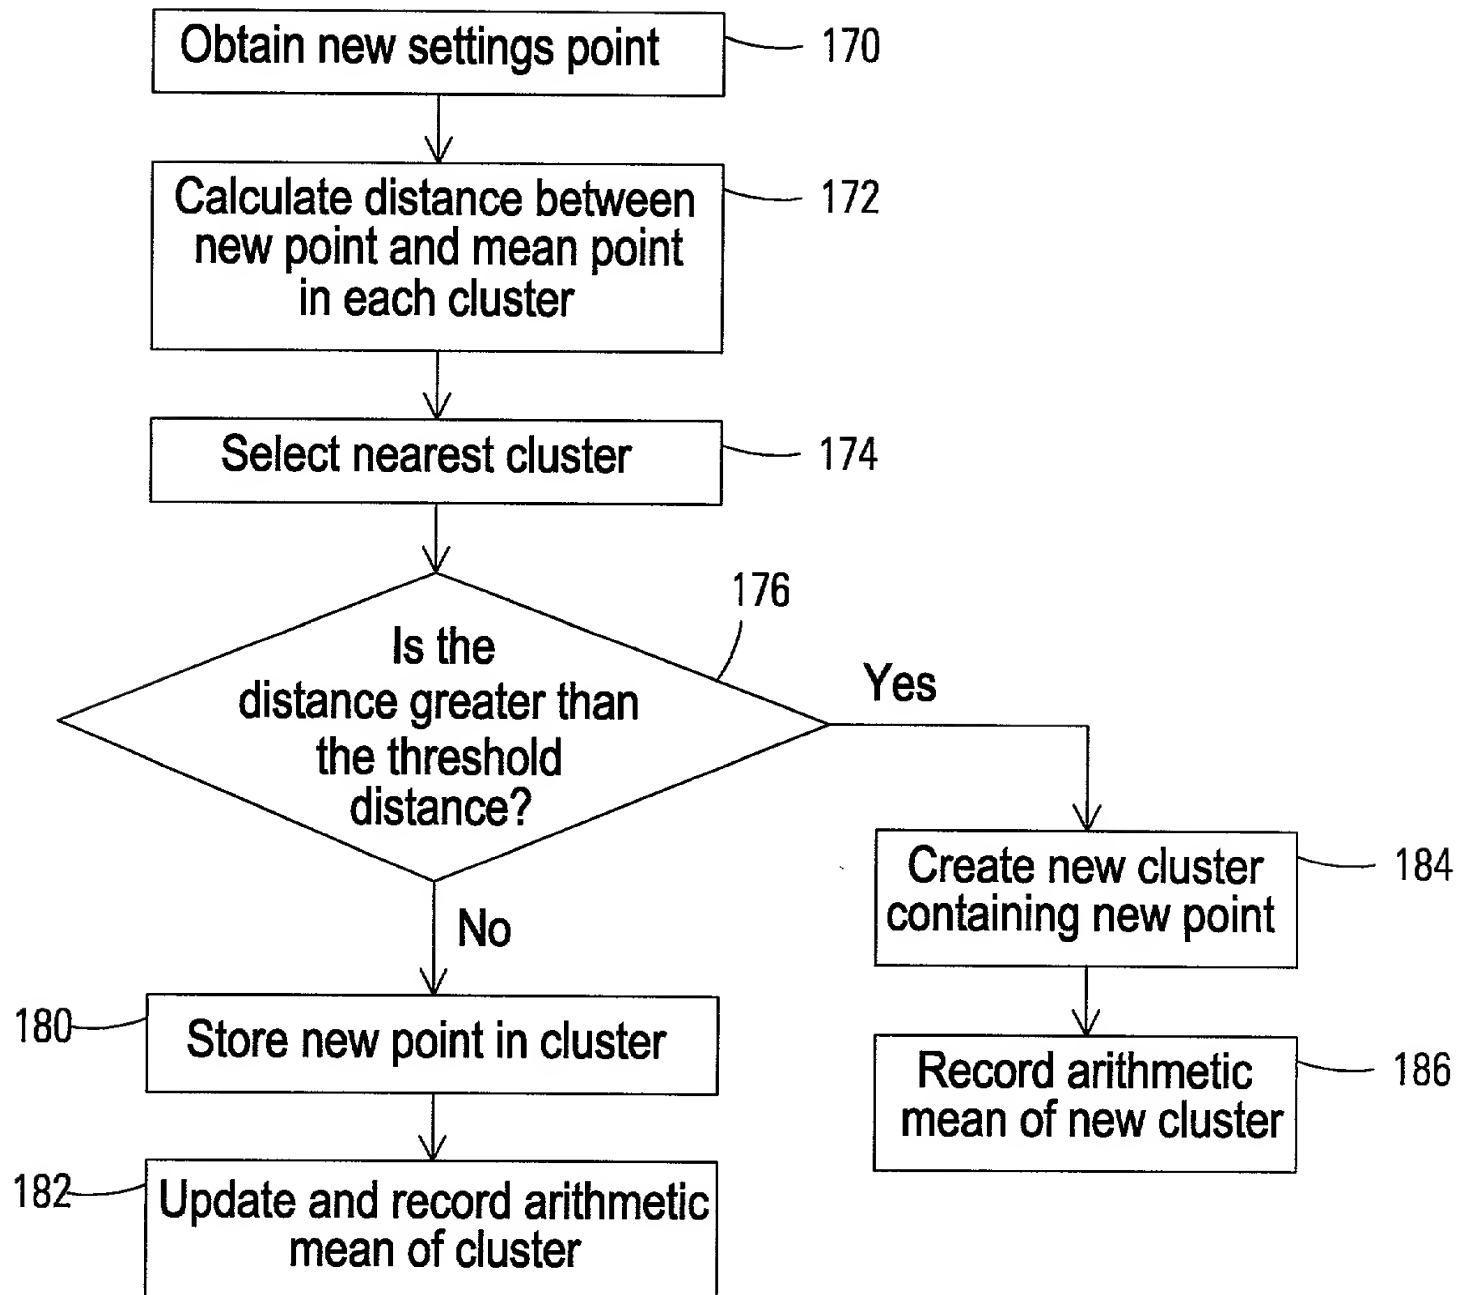 Obtain new settings point
170
Calculate distance between
new point and mean point
in each cluster
172
Select nearest cluster
174
176
Is the
distance greater than
the threshold
distance?
Yes
No
Create new cluster
containing new point
184
180
Store new point in cluster
Record arithmetic
mean of new cluster
186
182
Update and record arithmetic
mean of cluster